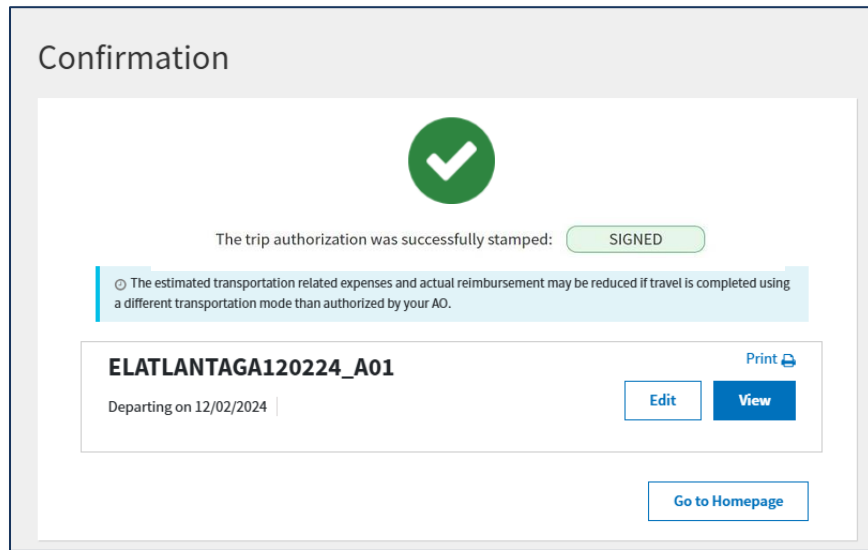 Confirmation
The trip authorization was successfully stamped: SIGNED
The estimated transportation related expenses and actual reimbursement may be reduced if travel is completed using
a different transportation mode than authorized by your AO.
Print
ELATLANTAGA120224_A01
Departing on 12/02/2024
Edit View
Go to Homepage